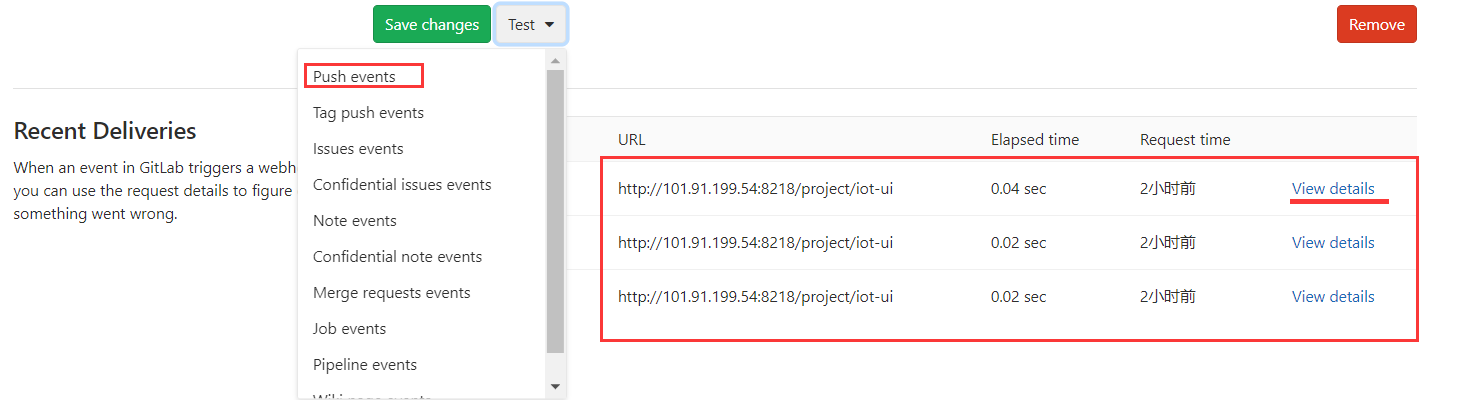 Save changes
Test
Remove
Push events
Tag push events
Issues events
Confidential issues events
Note events
Confidential note events
Merge requests events
Job events
Pipeline events
Recent Deliveries
When an event in GitLab triggers a webh
you can use the request details to figure
something went wrong.
URL Elapsed time Request time
http://101.91.199.54:8218/project/iot-ui 0.04 sec 2小时前 View details
http://101.91.199.54:8218/project/iot-ui 0.02 sec 2小时前 View details
http://101.91.199.54:8218/project/iot-ui 0.02 sec 2小时前 View details